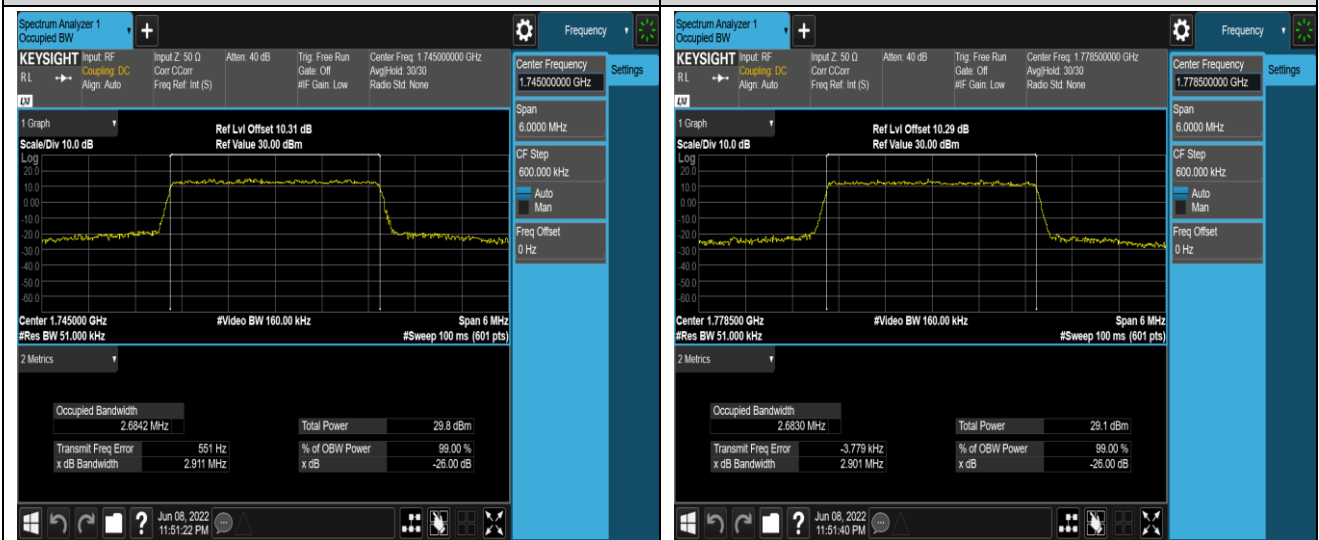 Spectrum Analyzer 1
Occupied BW
+
Frequency
KEYSIGHT
Input: RF
Coupling: DC
Align: Auto
Input Z: 50 Ω
Corr CCorr
Freq Ref: Int (S)
Atten: 40 dB
Trig: Free Run
Gate: Off
#IF Gain: Low
Center Freq: 1.745000000 GHz
Avg|Hold: 30/30
Radio Std: None
R L
LXI
Center Frequency
1.745000000 GHz
Settings
Span
6.0000 MHz
CF Step
600.000 kHz
Auto
Man
Freq Offset
0 Hz
1 Graph
Ref Lvl Offset 10.31 dB
Scale/Div 10.0 dB
Ref Value 30.00 dBm
Log
20.0
10.0
0.00
-10.0
-20.0
-30.0
-40.0
-50.0
-60.0
Center 1.745000 GHz
#Video BW 160.00 kHz
Span 6 MHz
#Res BW 51.000 kHz
#Sweep 100 ms (601 pts)
2 Metrics
Occupied Bandwidth
2.6842 MHz
Total Power 29.8 dBm
Transmit Freq Error 551 Hz
% of OBW Power 99.00 %
x dB Bandwidth 2.911 MHz
x dB -26.00 dB
?
Jun 08, 2022
11:51:22 PM
Spectrum Analyzer 1
Occupied BW
+
Frequency
KEYSIGHT
Input: RF
Coupling: DC
Align: Auto
Input Z: 50 Ω
Corr CCorr
Freq Ref: Int (S)
Atten: 40 dB
Trig: Free Run
Gate: Off
#IF Gain: Low
Center Freq: 1.778500000 GHz
Avg|Hold: 30/30
Radio Std: None
R L
LXI
Center Frequency
1.778500000 GHz
Settings
Span
6.0000 MHz
CF Step
600.000 kHz
Auto
Man
Freq Offset
0 Hz
1 Graph
Ref Lvl Offset 10.29 dB
Scale/Div 10.0 dB
Ref Value 30.00 dBm
Log
20.0
10.0
0.00
-10.0
-20.0
-30.0
-40.0
-50.0
-60.0
Center 1.778500 GHz
#Video BW 160.00 kHz
Span 6 MHz
#Res BW 51.000 kHz
#Sweep 100 ms (601 pts)
2 Metrics
Occupied Bandwidth
2.6830 MHz
Total Power 29.1 dBm
Transmit Freq Error -3.779 kHz
% of OBW Power 99.00 %
x dB Bandwidth 2.901 MHz
x dB -26.00 dB
?
Jun 08, 2022
11:51:40 PM